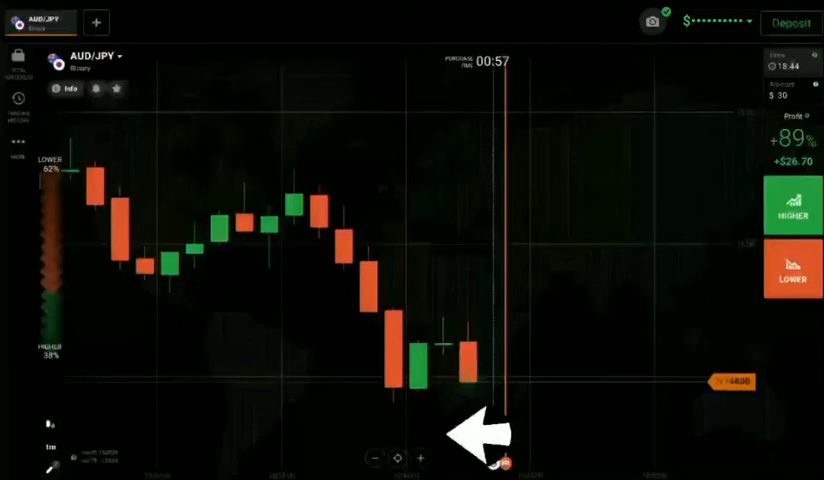 AUD/JPY
Binary
$
Deposit
AUD/JPY
Binary
PURCHASE
TIME
00:57
Info
18:44
Amount
$ 30
Profit
+89%
+$26.70
HIGHER
LOWER
LOWER
62%
HIGHER
38%
1m